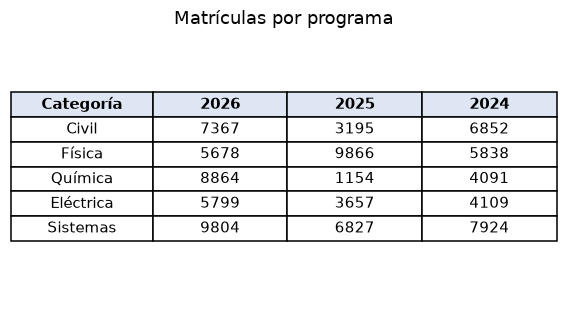 Matrículas por programa
Categoría 2026 2025 2024
Civil 7367 3195 6852
Física 5678 9866 5838
Química 8864 1154 4091
Eléctrica 5799 3657 4109
Sistemas 9804 6827 7924